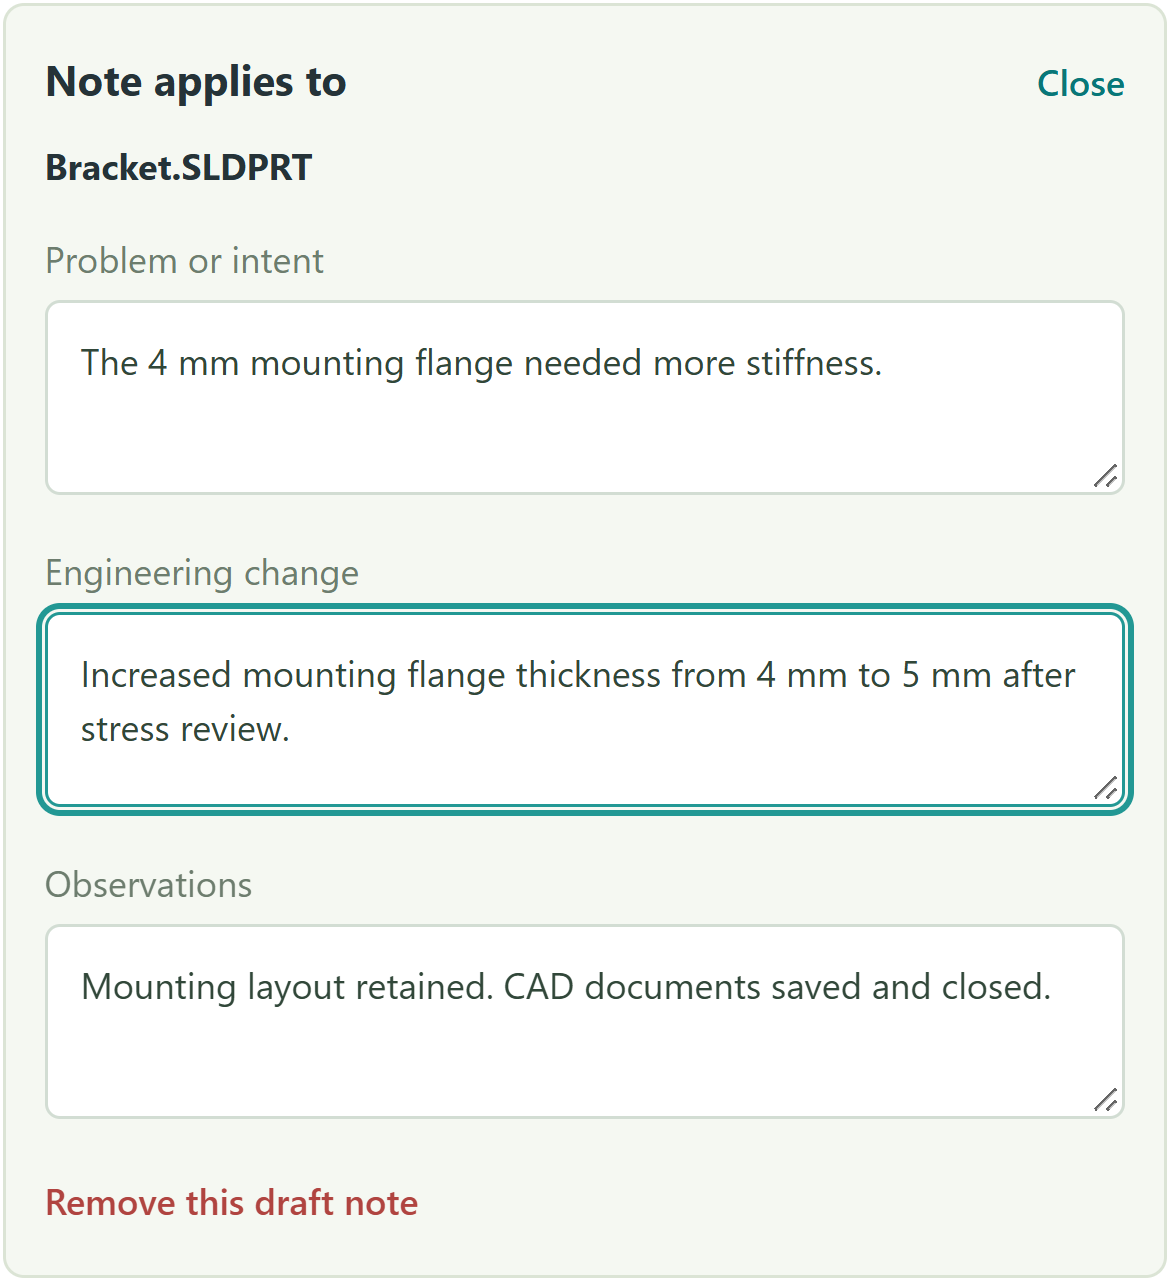 Note applies to
Close
Bracket.SLDPRT
Problem or intent
The 4 mm mounting flange needed more stiffness.
Engineering change
Increased mounting flange thickness from 4 mm to 5 mm after
stress review.
Observations
Mounting layout retained. CAD documents saved and closed.
Remove this draft note